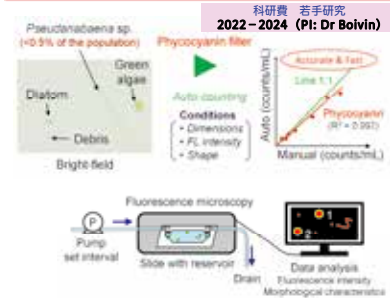 科研費 若手研究
2022－2024（PI: Dr Boivin)
Pseudanabaena sp.
(<0.5% of the population)
Phycocyanin filter
Green
algae
Diatom
Debris
Bright-field
Auto counting
Conditions
• Dimensions
• FL intensity
• Shape
Accurate & Fast
Line 1:1
Phycocyanin
Auto (counts/mL)
Manual (counts/mL)
Fluorescence microscopy
P
Pump
set interval
Slide with reservoir
Drain
1
2
Data analysis
Fluorescence intensity
Morphological characteristics